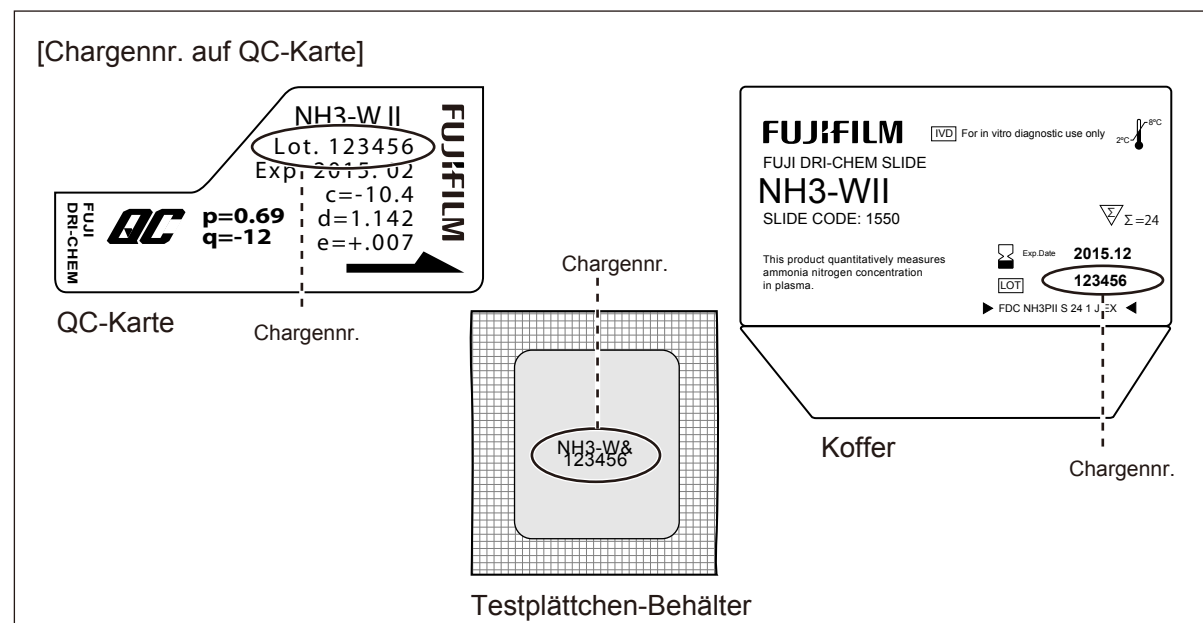 [Chargennr. auf QC-Karte]
NH3-W II
Lot. 123456
Exp. 2015. 02
c=-10.4
d=1.142
e=+.007
p=0.69
q=-12
QC
FUJI
DRI-CHEM
FUJIFILM
QC-Karte
Chargennr.
Chargennr.
NH3-W&
123456
Testplättchen-Behälter
FUJIFILM
IVD For in vitro diagnostic use only
2°C 8°C
FUJI DRI-CHEM SLIDE
NH3-WII
SLIDE CODE: 1550
Σ Σ=24
This product quantitatively measures
ammonia nitrogen concentration
in plasma.
Exp.Date 2015.12
LOT 123456
FDC NH3PII S 24 1 J EX
Koffer
Chargennr.